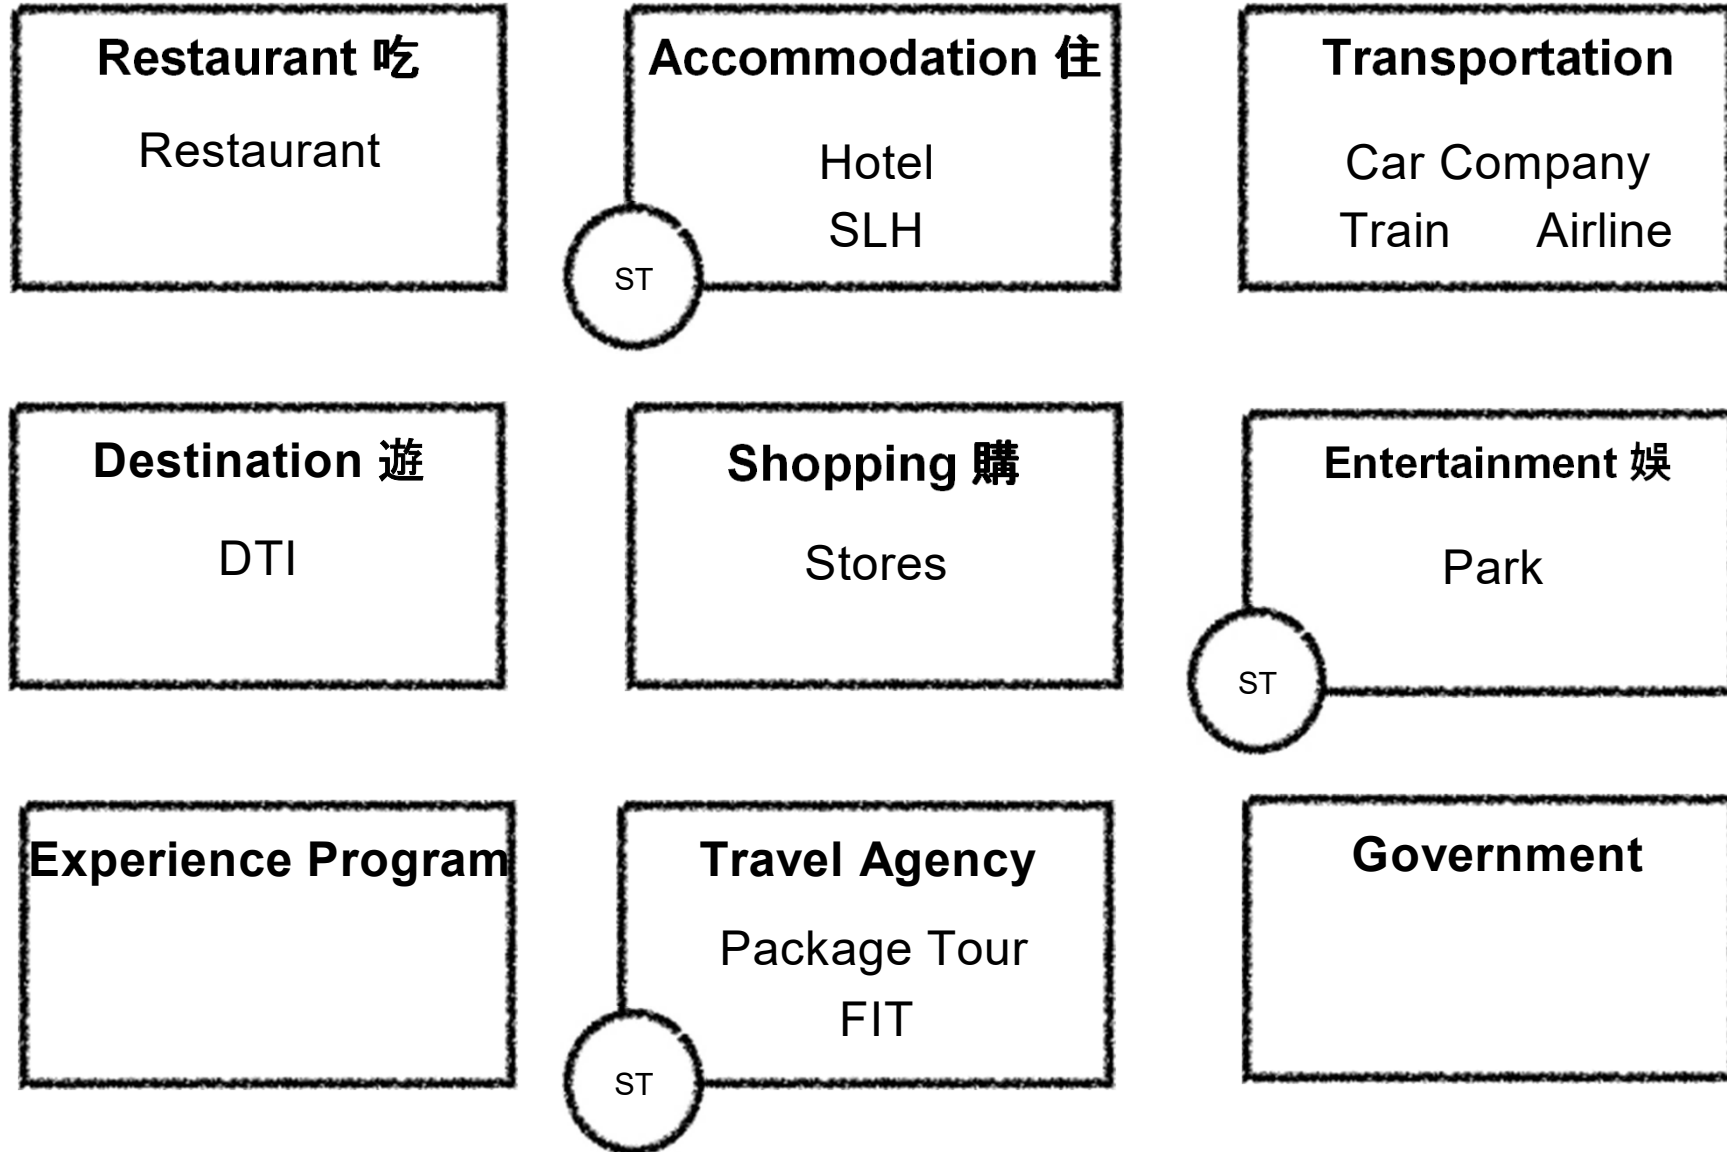 Restaurant 吃
Restaurant
Accommodation 住
Hotel
SLH
ST
Transportation
Car Company
Train Airline
Destination 遊
DTI
Shopping 購
Stores
Entertainment 娛
Park
ST
Experience Program
Travel Agency
Package Tour
FIT
ST
Government